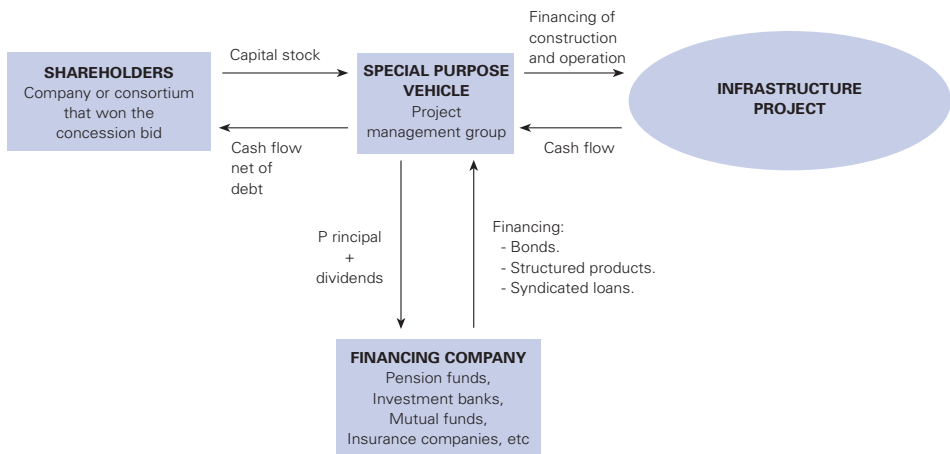 SHAREHOLDERS
Company or consortium
that won the
concession bid
Capital stock
Cash flow
net of
debt
SPECIAL PURPOSE
VEHICLE
Project
management group
Financing of
construction
and operation
Cash flow
INFRASTRUCTURE
PROJECT
P rincipal
+
dividends
Financing:
- Bonds.
- Structured products.
- Syndicated loans.
FINANCING COMPANY
Pension funds,
Investment banks,
Mutual funds,
Insurance companies, etc